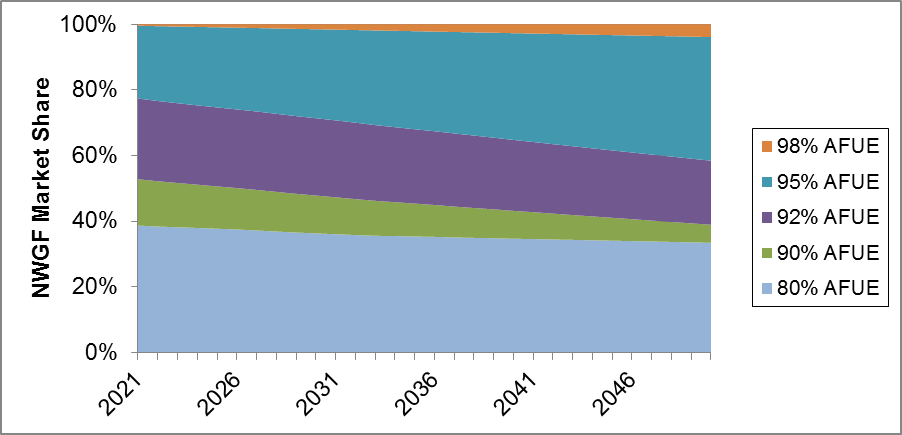 100%
80%
60%
40%
20%
0%
NWGF Market Share
2021
2026
2031
2036
2041
2046
98% AFUE
95% AFUE
92% AFUE
90% AFUE
80% AFUE